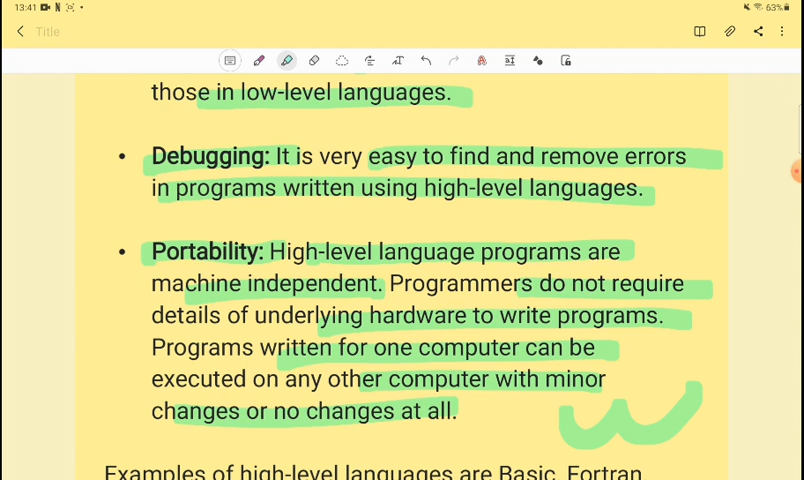 13:41
63%
Title
those in low-level languages.
• Debugging: It is very easy to find and remove errors
in programs written using high-level languages.
• Portability: High-level language programs are
machine independent. Programmers do not require
details of underlying hardware to write programs.
Programs written for one computer can be
executed on any other computer with minor
changes or no changes at all.
Examples of high-level languages are Basic, Fortran,